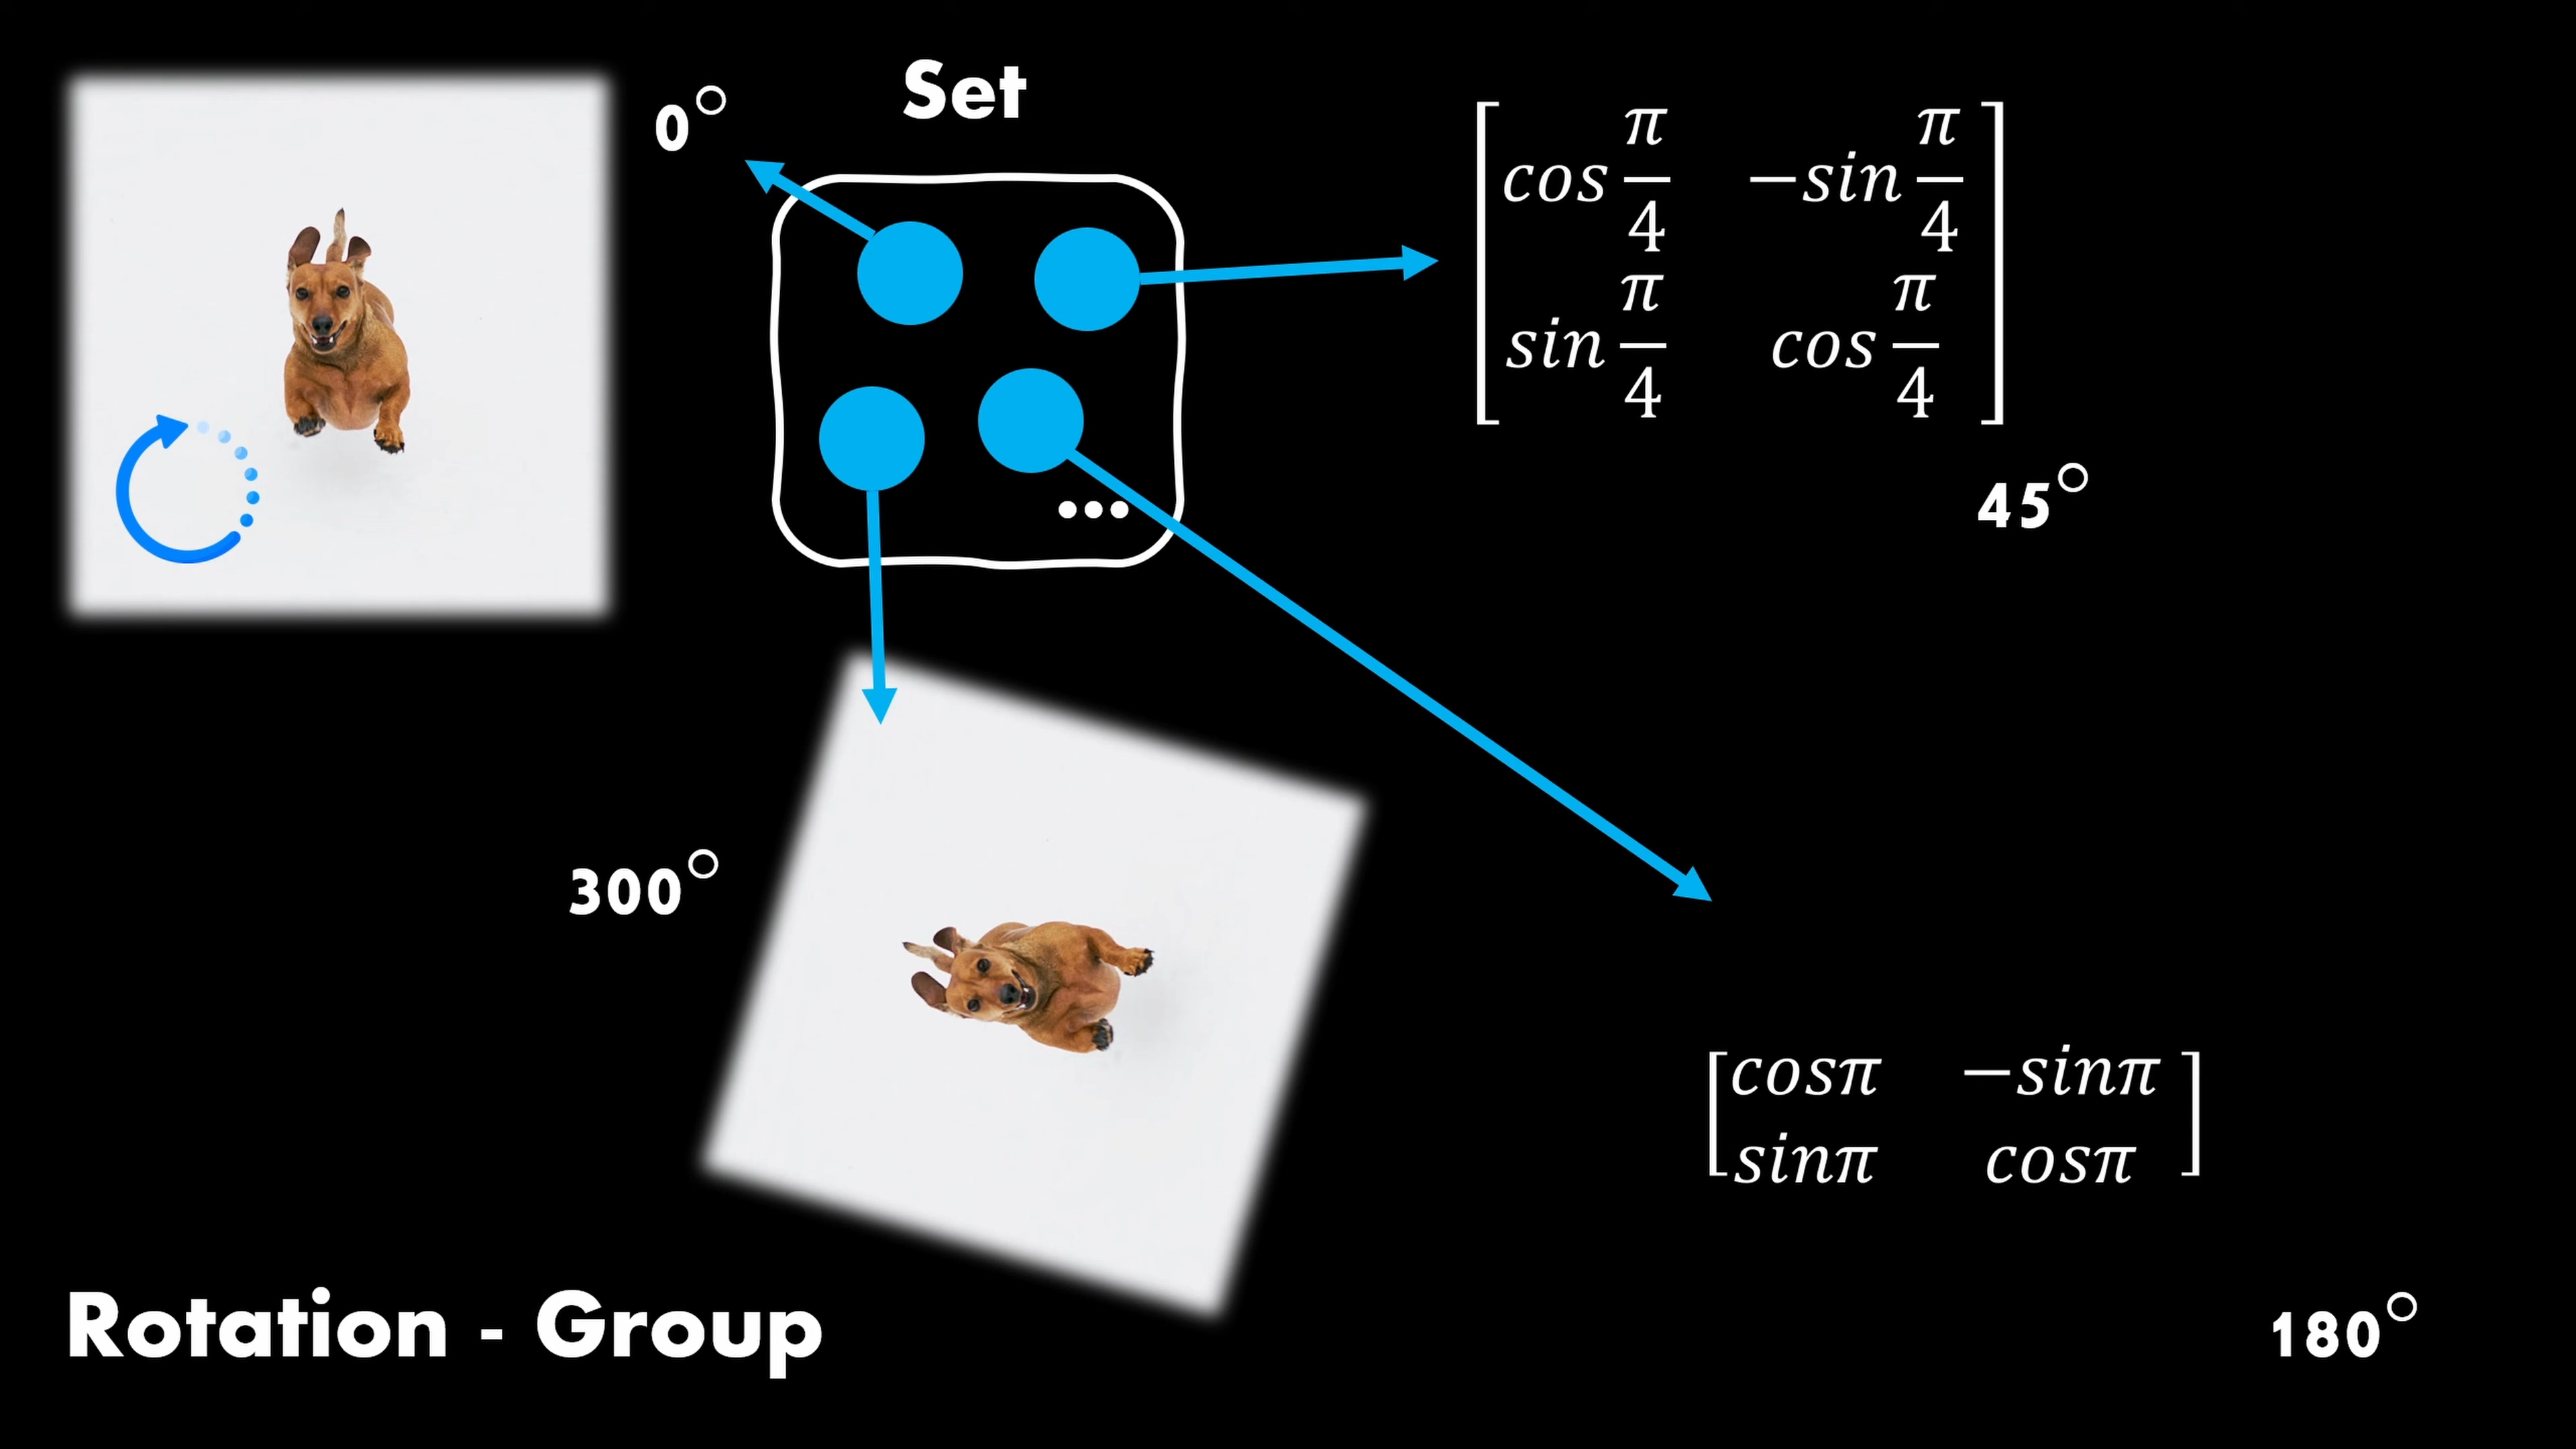 Set
0°
cos π/4 −sin π/4
sin π/4 cos π/4
45°
...
300°
cosπ −sinπ
sinπ cosπ
Rotation - Group
180°